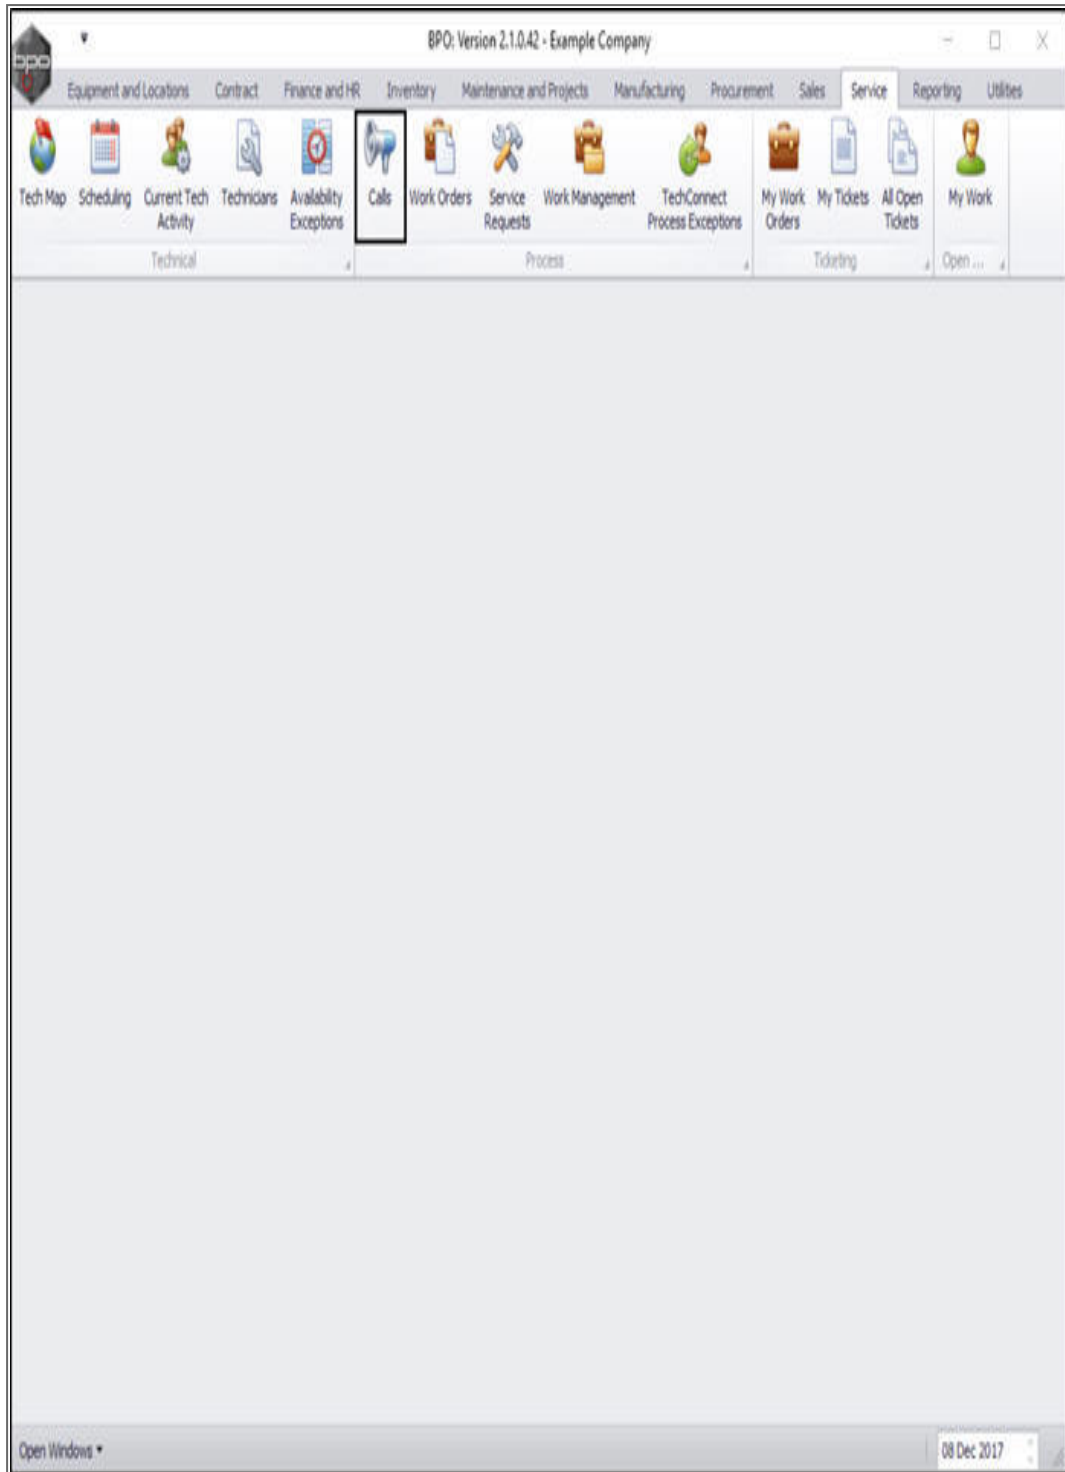 BPO: Version 2.1.0.42 - Example Company
bpo
Equipment and Locations Contract Finance and HR Inventory Maintenance and Projects Manufacturing Procurement Sales Service Reporting Utilities
Tech Map Scheduling Current Tech Technicians Availability Calls Work Orders Service Work Management TechConnect My Work My Tickets All Open My Work
Activity Exceptions Requests Process Exceptions Orders Tickets
Technical Process Ticketing Open ...
Open Windows 08 Dec 2017